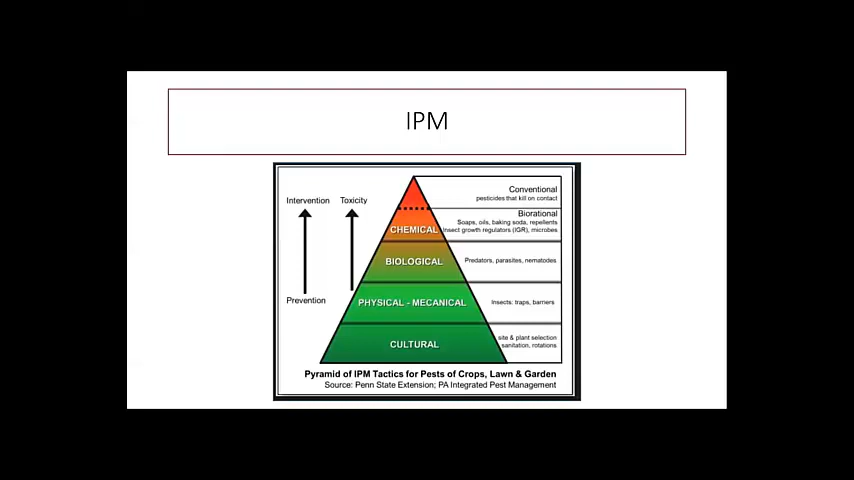 IPM
Intervention
Toxicity
Prevention
Conventional
pesticides that kill on contact
Biorational
Soaps, oils, baking soda, repellents
Insect growth regulators (IGR), microbes
CHEMICAL
BIOLOGICAL
Predators, parasites, nematodes
PHYSICAL - MECANICAL
Insects: traps, barriers
CULTURAL
site & plant selection
sanitation, rotations
Pyramid of IPM Tactics for Pests of Crops, Lawn & Garden
Source: Penn State Extension; PA Integrated Pest Management